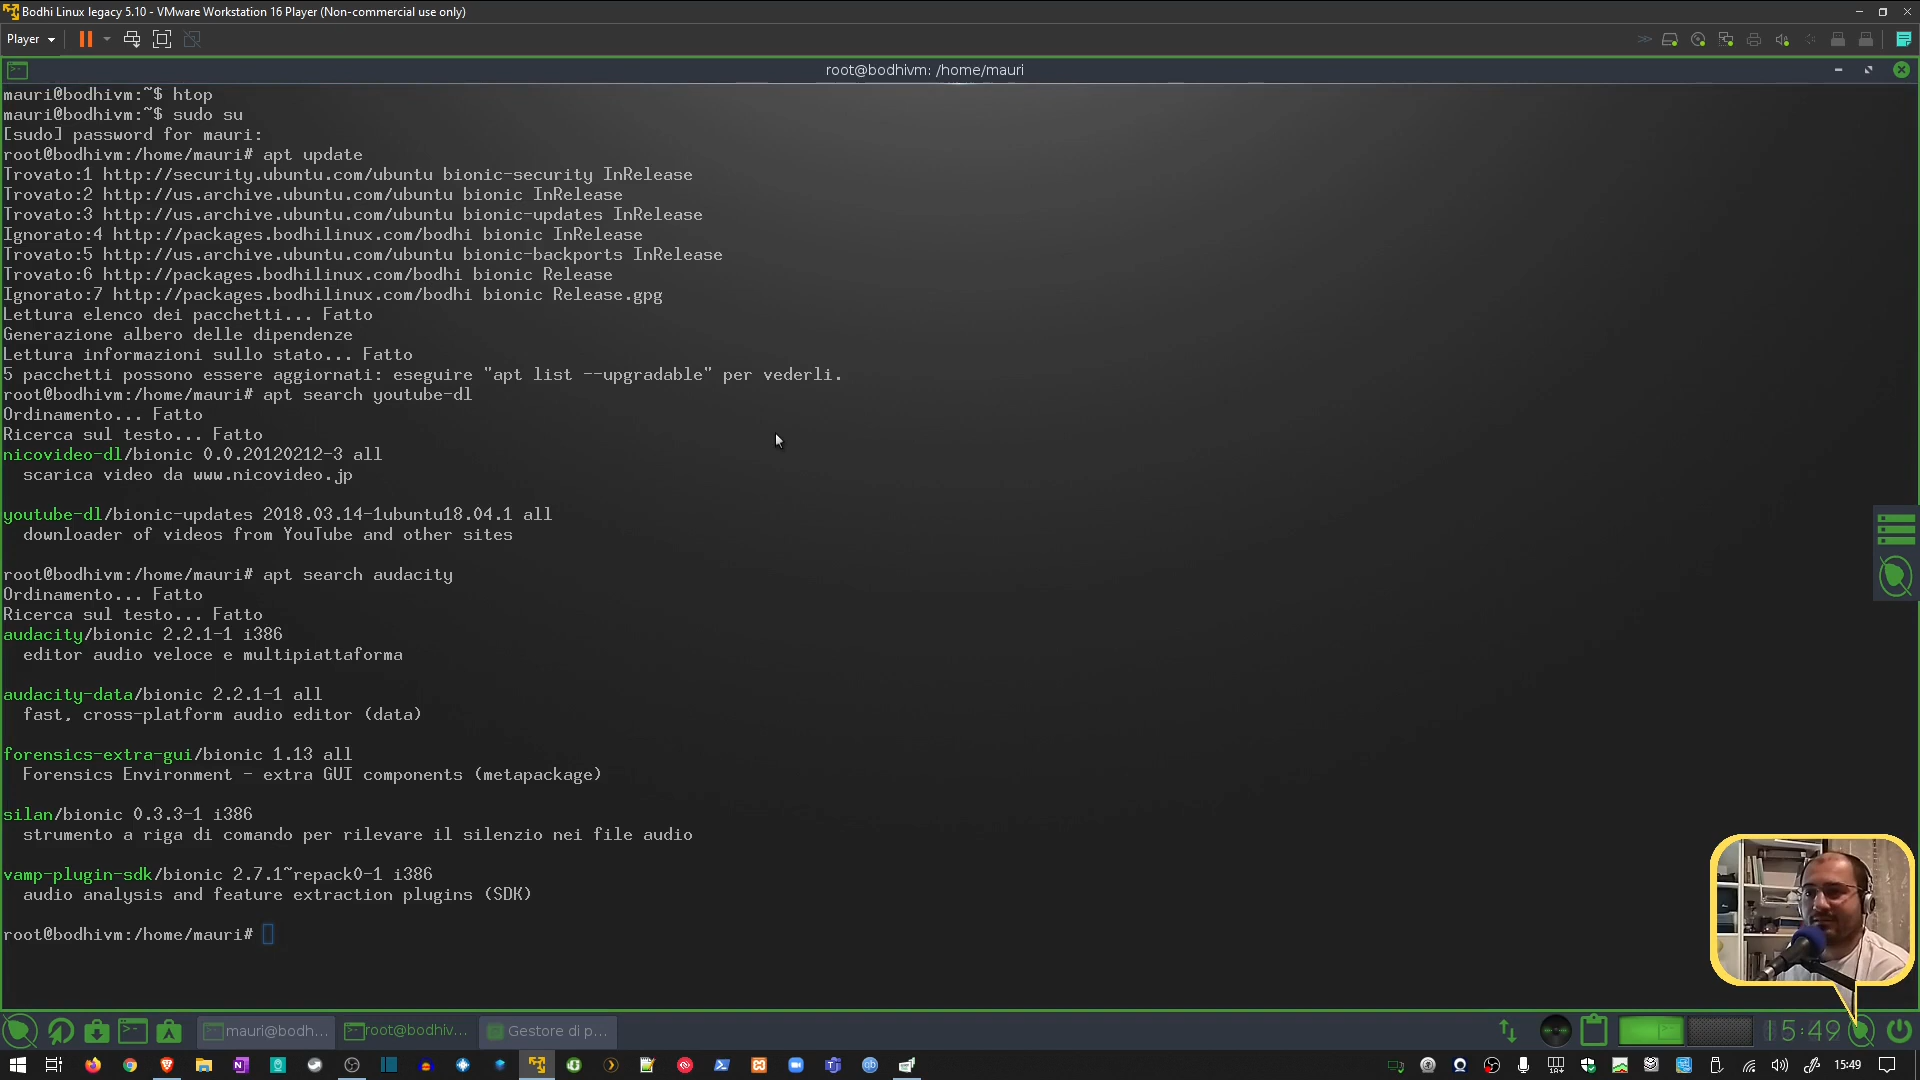 Bodhi Linux legacy 5.10 - VMware Workstation 16 Player (Non-commercial use only)
Player
root@bodhivm: /home/mauri
mauri@bodhivm:~$ htop
mauri@bodhivm:~$ sudo su
[sudo] password for mauri:
root@bodhivm:/home/mauri# apt update
Trovato:1 http://security.ubuntu.com/ubuntu bionic-security InRelease
Trovato:2 http://us.archive.ubuntu.com/ubuntu bionic InRelease
Trovato:3 http://us.archive.ubuntu.com/ubuntu bionic-updates InRelease
Ignorato:4 http://packages.bodhilinux.com/bodhi bionic InRelease
Trovato:5 http://us.archive.ubuntu.com/ubuntu bionic-backports InRelease
Trovato:6 http://packages.bodhilinux.com/bodhi bionic Release
Ignorato:7 http://packages.bodhilinux.com/bodhi bionic Release.gpg
Lettura elenco dei pacchetti... Fatto
Generazione albero delle dipendenze
Lettura informazioni sullo stato... Fatto
5 pacchetti possono essere aggiornati: eseguire "apt list --upgradable" per vederli.
root@bodhivm:/home/mauri# apt search youtube-dl
Ordinamento... Fatto
Ricerca sul testo... Fatto
nicovideo-dl/bionic 0.0.20120212-3 all
  scarica video da www.nicovideo.jp
youtube-dl/bionic-updates 2018.03.14-1ubuntu18.04.1 all
  downloader of videos from YouTube and other sites
root@bodhivm:/home/mauri# apt search audacity
Ordinamento... Fatto
Ricerca sul testo... Fatto
audacity/bionic 2.2.1-1 i386
  editor audio veloce e multipiattaforma
audacity-data/bionic 2.2.1-1 all
  fast, cross-platform audio editor (data)
forensics-extra-gui/bionic 1.13 all
  Forensics Environment - extra GUI components (metapackage)
silan/bionic 0.3.3-1 i386
  strumento a riga di comando per rilevare il silenzio nei file audio
vamp-plugin-sdk/bionic 2.7.1~repack0-1 i386
  audio analysis and feature extraction plugins (SDK)
root@bodhivm:/home/mauri#
mauri@bodh... root@bodhiv... Gestore di p... 15:49
15:49